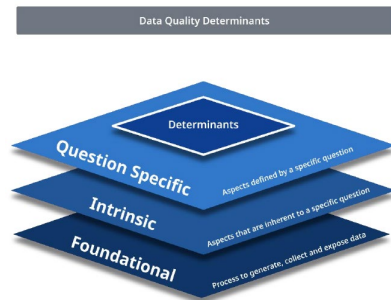 Data Quality Determinants
Determinants
Question Specific
Aspects defined by a specific question
Intrinsic
Aspects that are inherent to a specific question
Foundational
Process to generate, collect and expose data